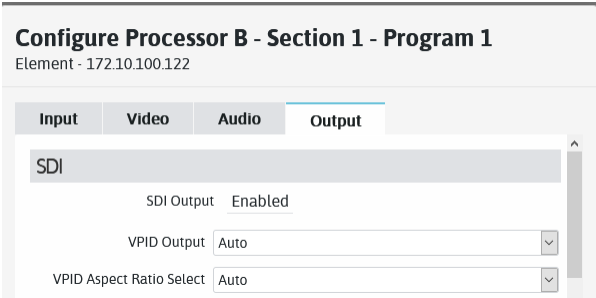 Configure Processor B - Section 1 - Program 1
Element - 172.10.100.122
Input Video Audio Output
SDI
SDI Output Enabled
VPID Output Auto
VPID Aspect Ratio Select Auto